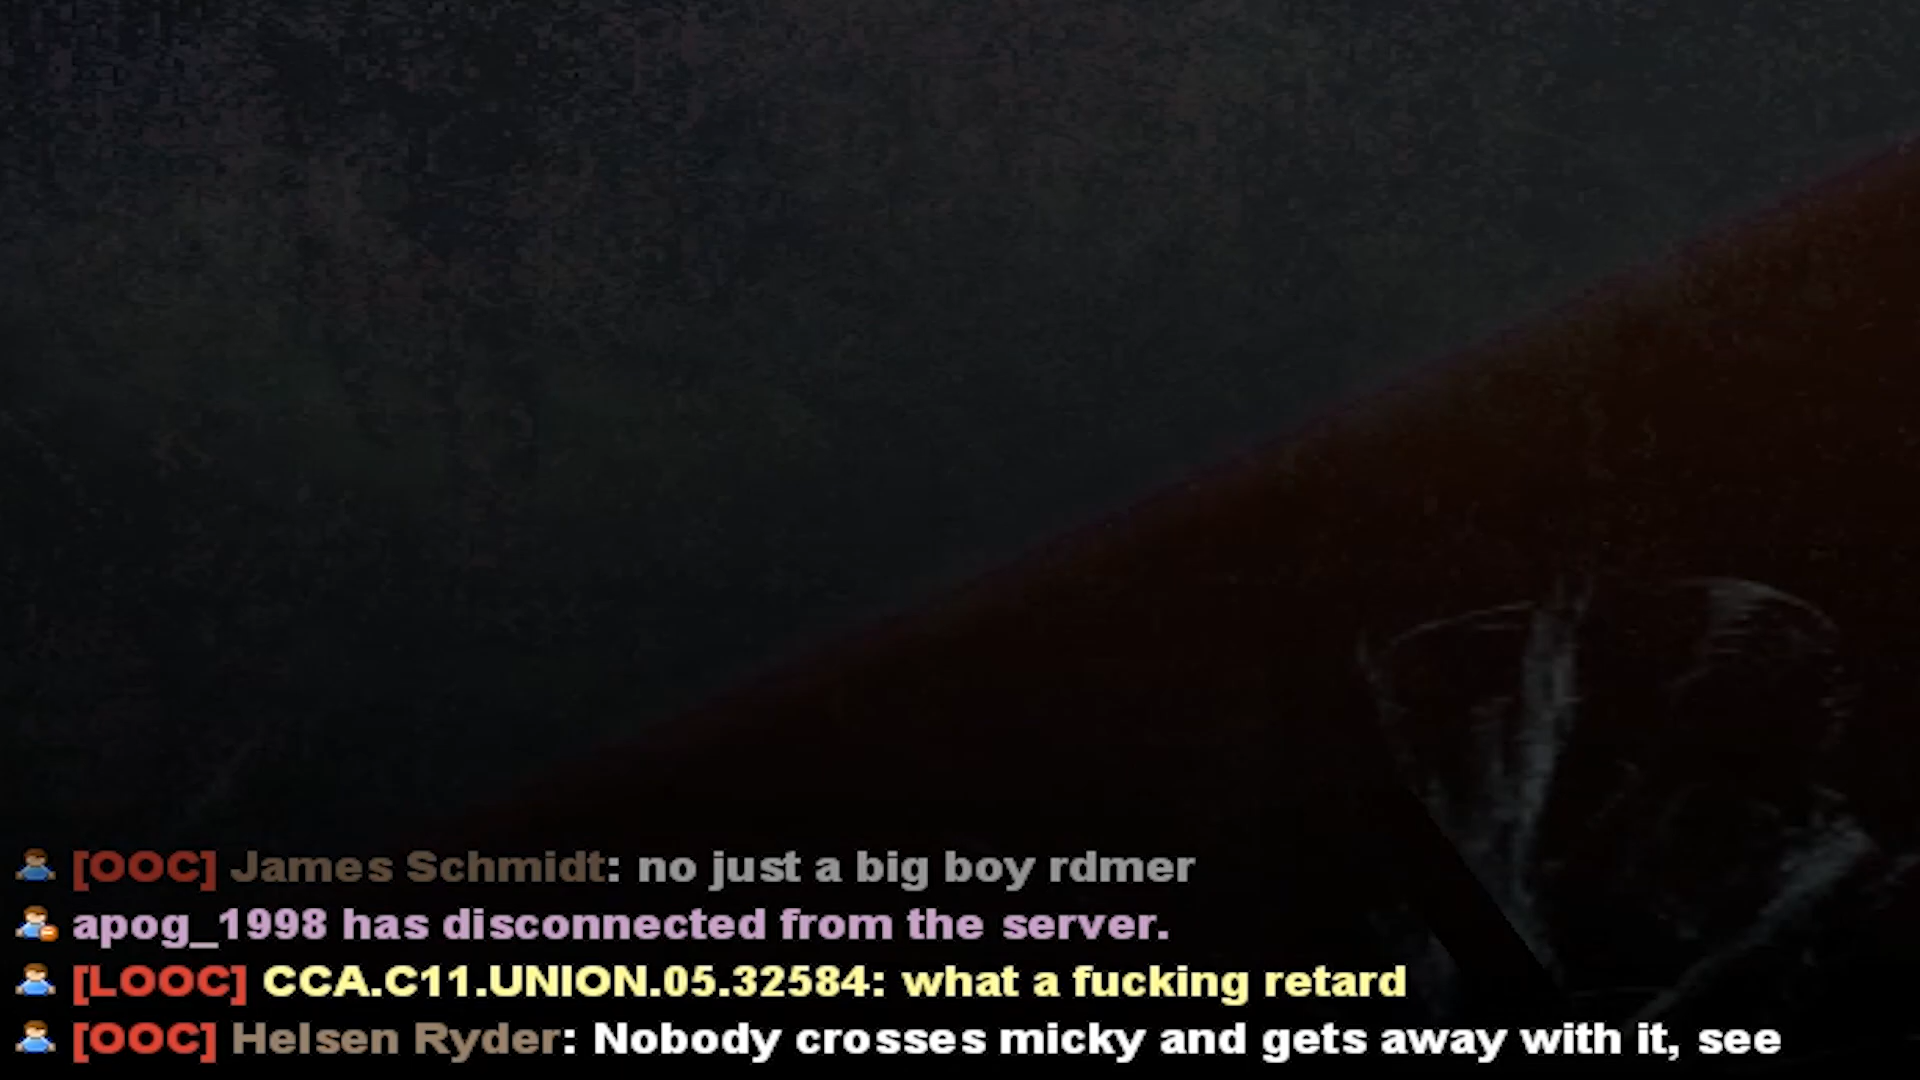 [OOC] James Schmidt: no just a big boy rdmer
apog_1998 has disconnected from the server.
[LOOC] CCA.C11.UNION.05.32584: what a fucking retard
[OOC] Helsen Ryder: Nobody crosses micky and gets away with it, see